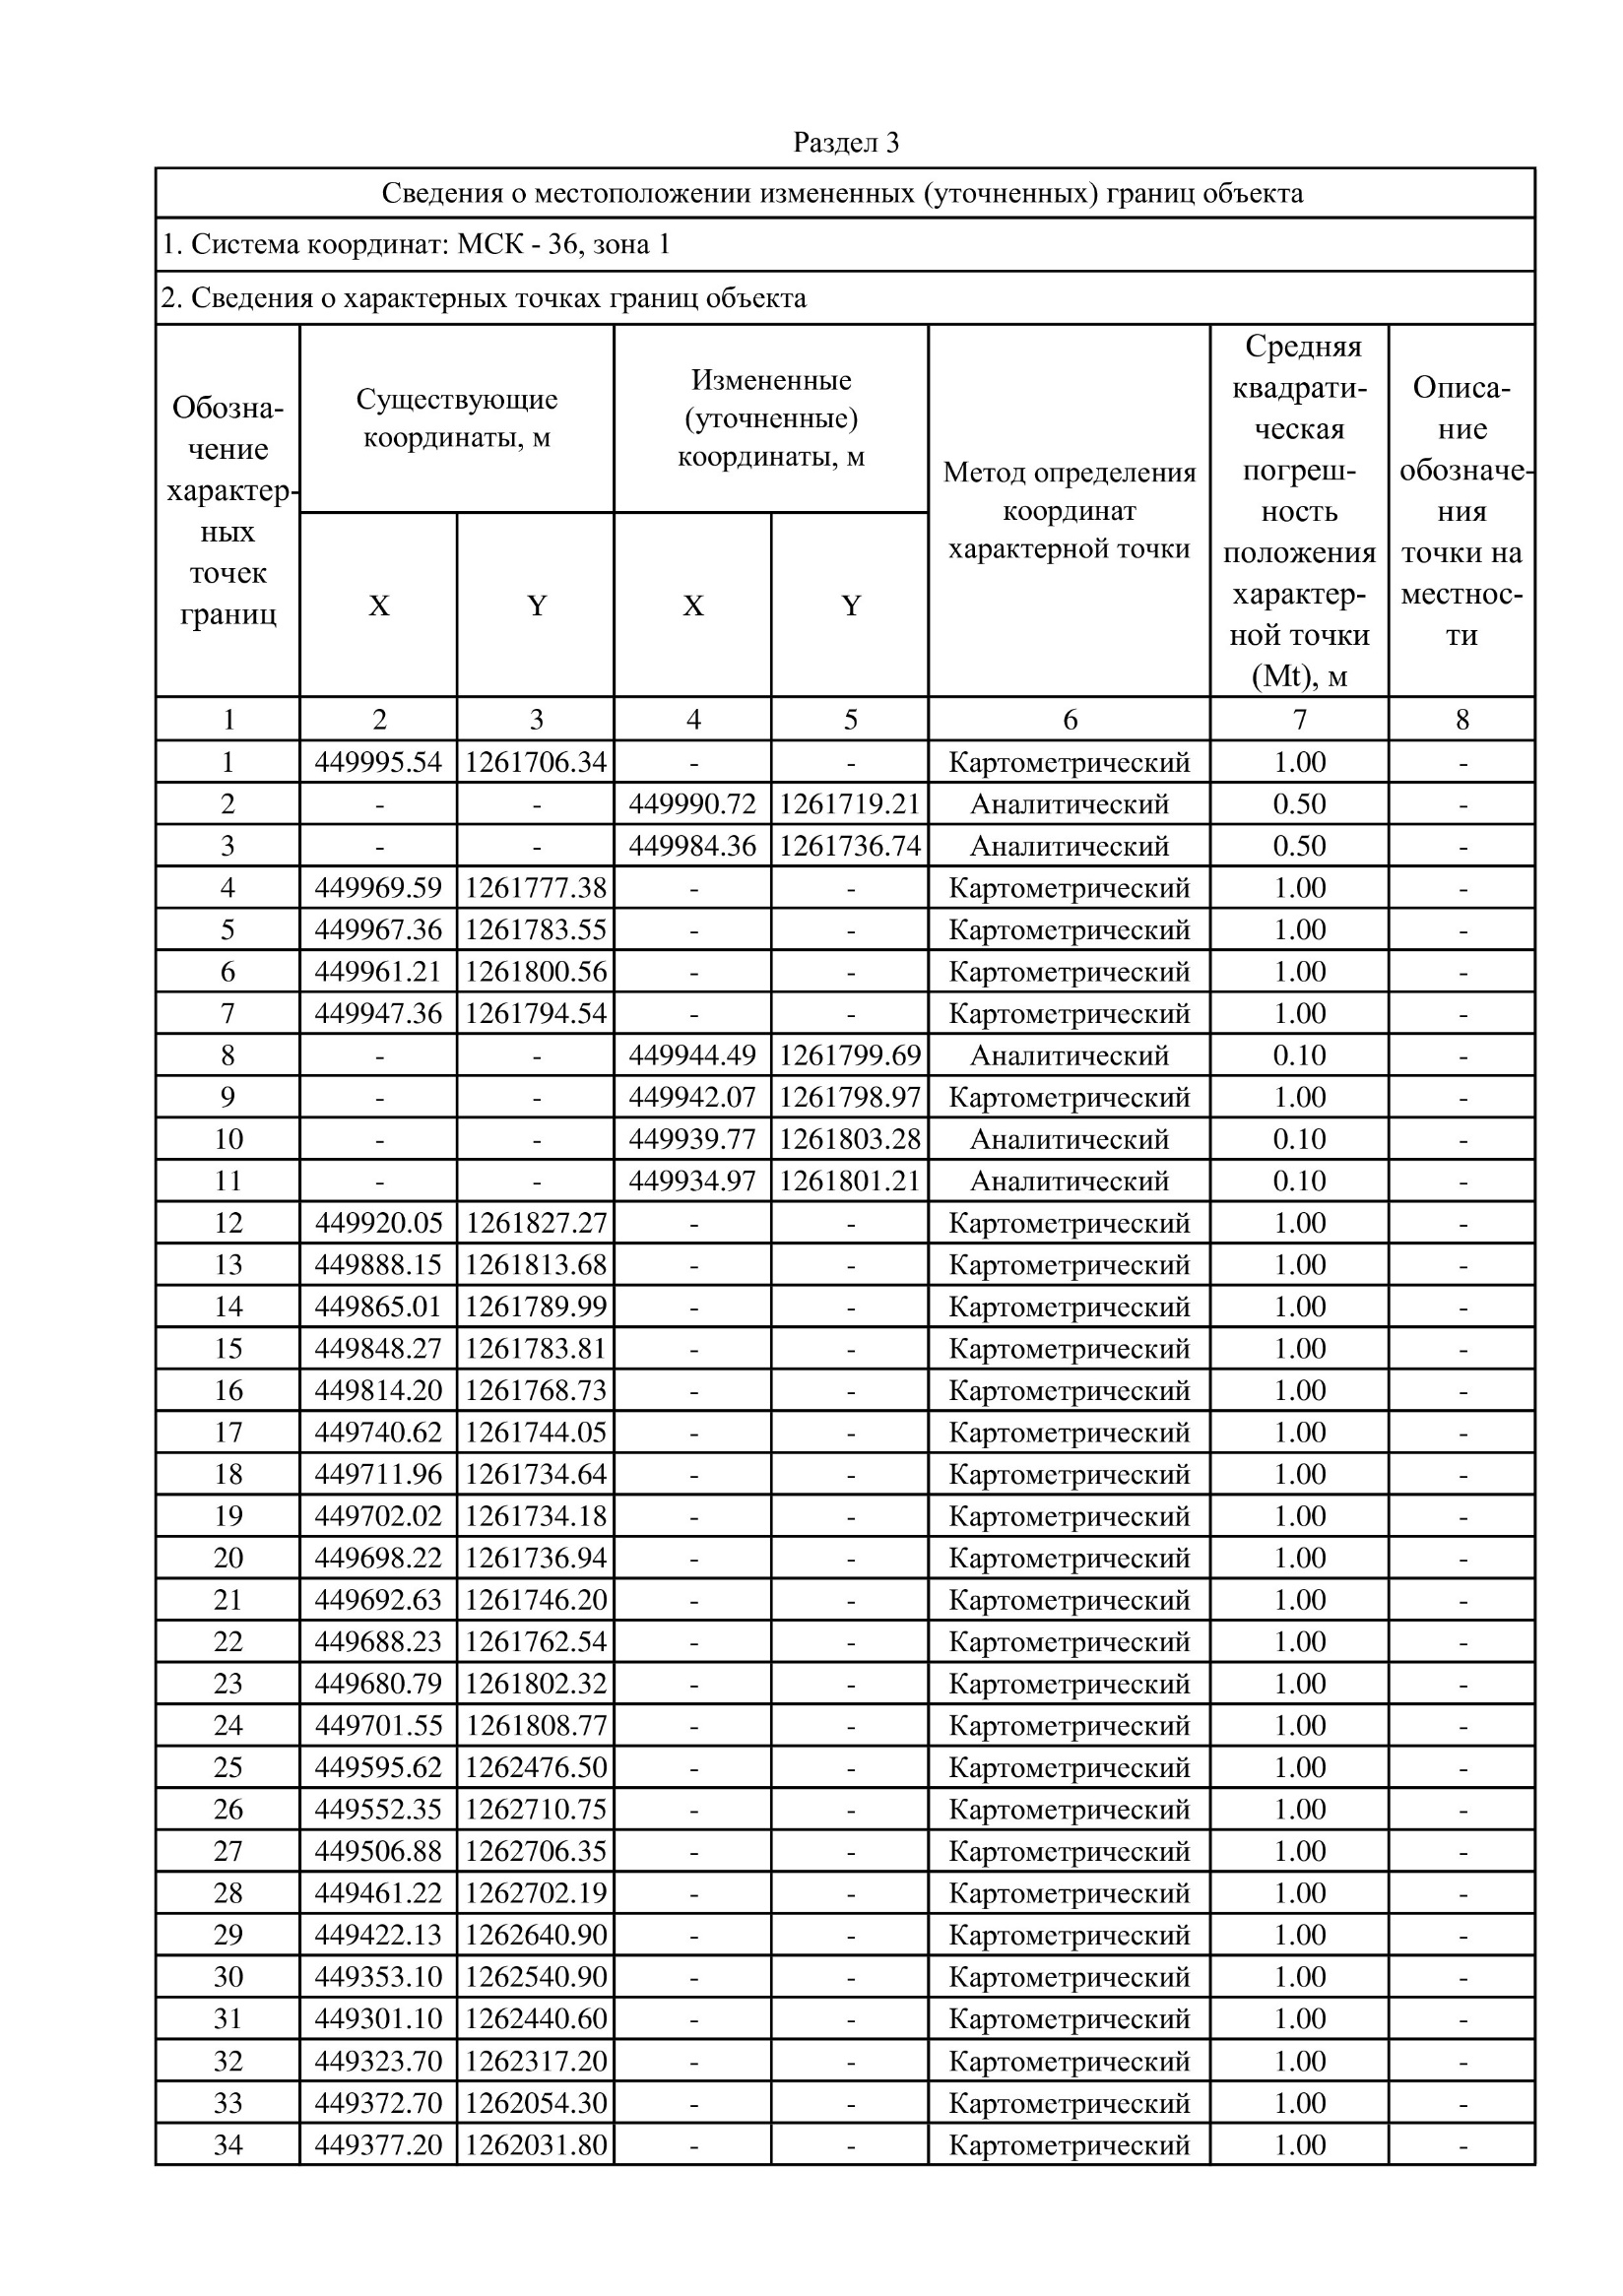 Раздел 3
Сведения о местоположении измененных (уточненных) границ объекта
1. Система координат: МСК - 36, зона 1
2. Сведения о характерных точках границ объекта
Обозна-
чение
характер-
ных
точек
границ
Существующие
координаты, м
X Y
Измененные
(уточненные)
координаты, м
X Y
Метод определения
координат
характерной точки
Средняя
квадрати-
ческая
погреш-
ность
положения
характер-
ной точки
(Mt), м
Описа-
ние
обозначе-
ния
точки на
местнос-
ти
1 2 3 4 5 6 7 8
1 449995.54 1261706.34 - - Картометрический 1.00 -
2 - - 449990.72 1261719.21 Аналитический 0.50 -
3 - - 449984.36 1261736.74 Аналитический 0.50 -
4 449969.59 1261777.38 - - Картометрический 1.00 -
5 449967.36 1261783.55 - - Картометрический 1.00 -
6 449961.21 1261800.56 - - Картометрический 1.00 -
7 449947.36 1261794.54 - - Картометрический 1.00 -
8 - - 449944.49 1261799.69 Аналитический 0.10 -
9 - - 449942.07 1261798.97 Картометрический 1.00 -
10 - - 449939.77 1261803.28 Аналитический 0.10 -
11 - - 449934.97 1261801.21 Аналитический 0.10 -
12 449920.05 1261827.27 - - Картометрический 1.00 -
13 449888.15 1261813.68 - - Картометрический 1.00 -
14 449865.01 1261789.99 - - Картометрический 1.00 -
15 449848.27 1261783.81 - - Картометрический 1.00 -
16 449814.20 1261768.73 - - Картометрический 1.00 -
17 449740.62 1261744.05 - - Картометрический 1.00 -
18 449711.96 1261734.64 - - Картометрический 1.00 -
19 449702.02 1261734.18 - - Картометрический 1.00 -
20 449698.22 1261736.94 - - Картометрический 1.00 -
21 449692.63 1261746.20 - - Картометрический 1.00 -
22 449688.23 1261762.54 - - Картометрический 1.00 -
23 449680.79 1261802.32 - - Картометрический 1.00 -
24 449701.55 1261808.77 - - Картометрический 1.00 -
25 449595.62 1262476.50 - - Картометрический 1.00 -
26 449552.35 1262710.75 - - Картометрический 1.00 -
27 449506.88 1262706.35 - - Картометрический 1.00 -
28 449461.22 1262702.19 - - Картометрический 1.00 -
29 449422.13 1262640.90 - - Картометрический 1.00 -
30 449353.10 1262540.90 - - Картометрический 1.00 -
31 449301.10 1262440.60 - - Картометрический 1.00 -
32 449323.70 1262317.20 - - Картометрический 1.00 -
33 449372.70 1262054.30 - - Картометрический 1.00 -
34 449377.20 1262031.80 - - Картометрический 1.00 -